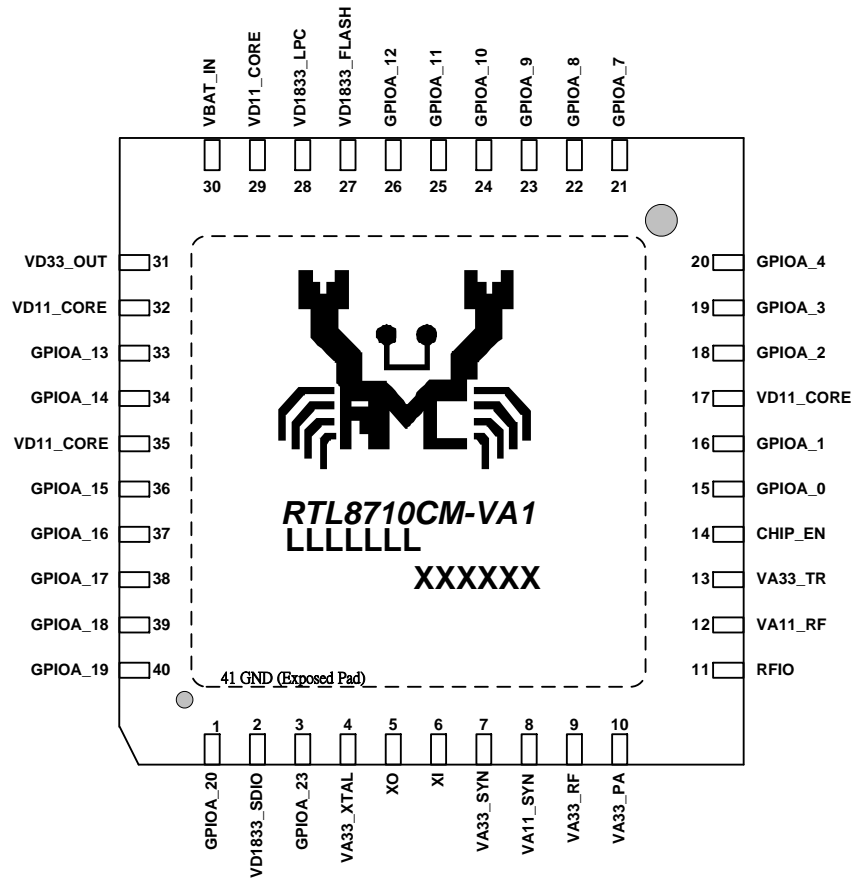 VBAT_IN
VD11_CORE
VD1833_LPC
VD1833_FLASH
GPIOA_12
GPIOA_11
GPIOA_10
GPIOA_9
GPIOA_8
GPIOA_7
30 29 28 27 26 25 24 23 22 21
VD33_OUT 31
VD11_CORE 32
GPIOA_13 33
GPIOA_14 34
VD11_CORE 35
GPIOA_15 36
GPIOA_16 37
GPIOA_17 38
GPIOA_18 39
GPIOA_19 40
RTL8710CM-VA1
LLLLLLL
XXXXXX
41 GND (Exposed Pad)
20 GPIOA_4
19 GPIOA_3
18 GPIOA_2
17 VD11_CORE
16 GPIOA_1
15 GPIOA_0
14 CHIP_EN
13 VA33_TR
12 VA11_RF
11 RFIO
1 2 3 4 5 6 7 8 9 10
GPIOA_20
VD1833_SDIO
GPIOA_23
VA33_XTAL
XO
XI
VA33_SYN
VA11_SYN
VA33_RF
VA33_PA